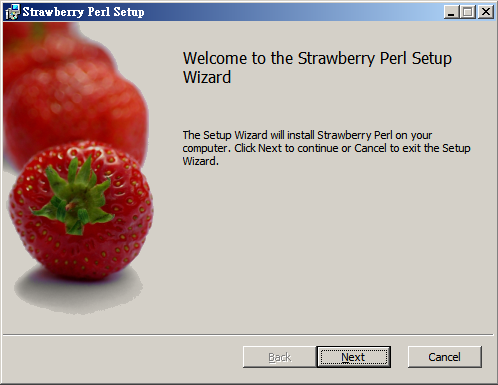 Strawberry Perl Setup
Welcome to the Strawberry Perl Setup
Wizard
The Setup Wizard will install Strawberry Perl on your
computer. Click Next to continue or Cancel to exit the Setup
Wizard.
Back
Next
Cancel